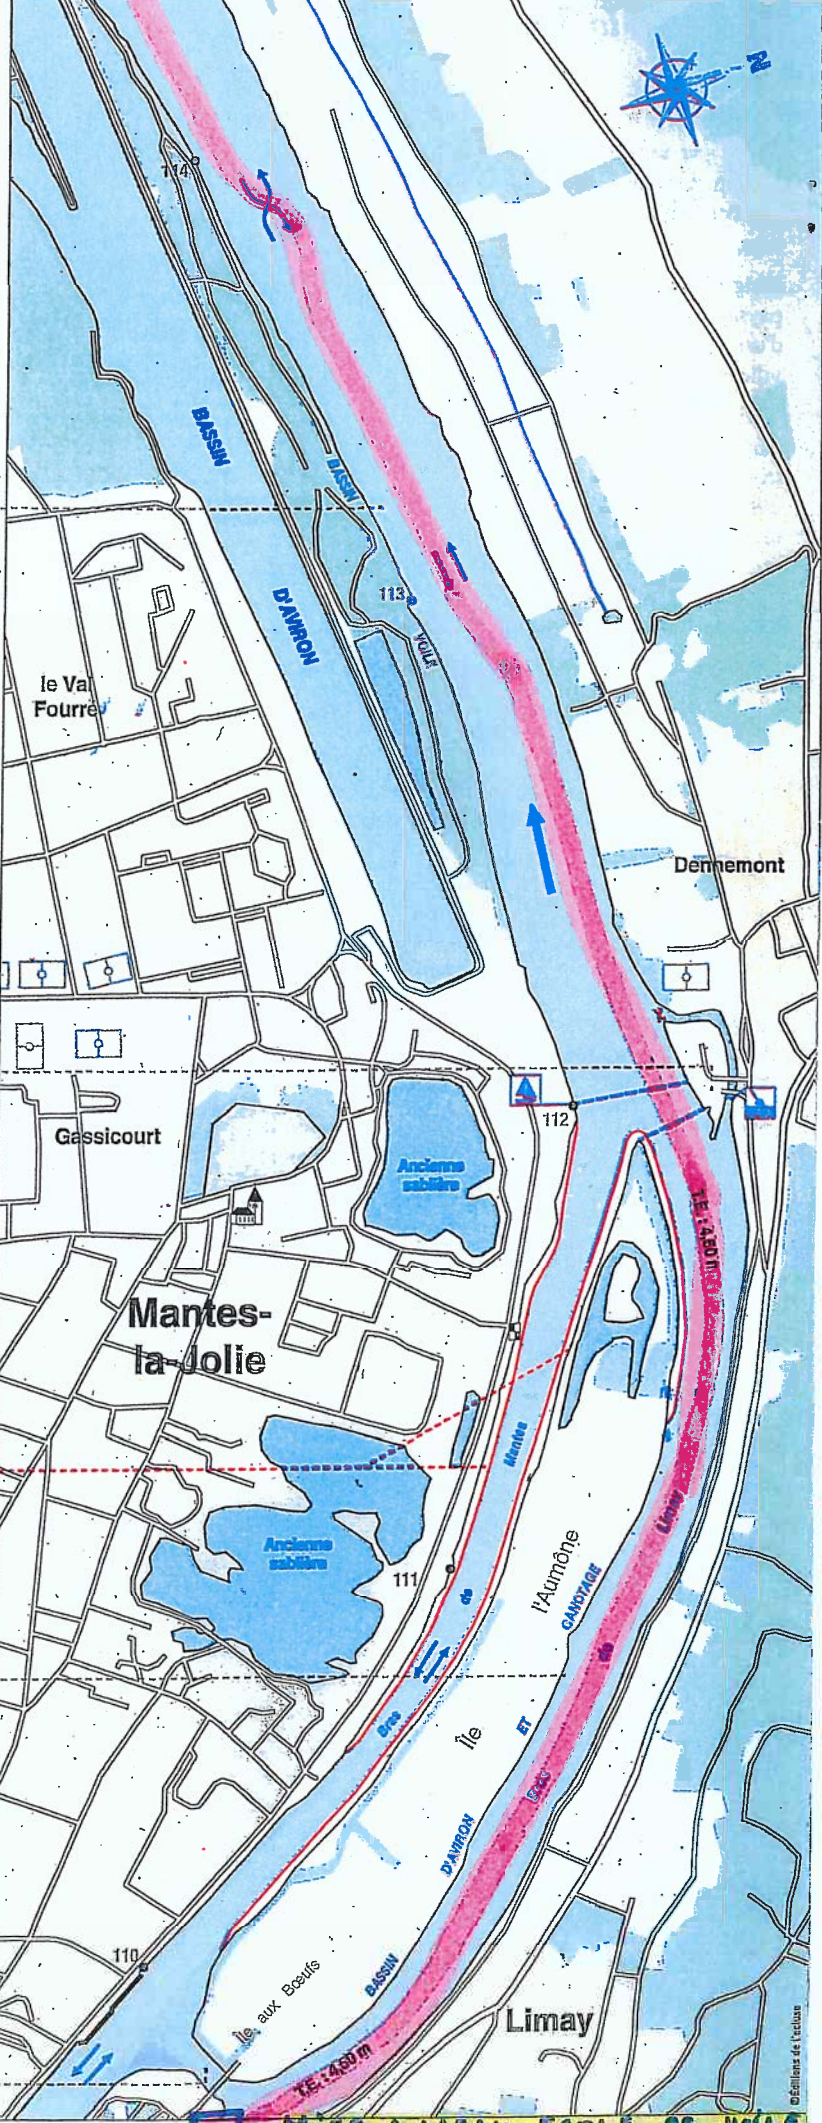 N
114
BASSIN
D'AVIRON
BASSIN
VOILE
113
le Val
Fourré
Dennemont
112
Gassicourt
Ancienne
sablière
T.E. : 4,60 m
Mantes-
la-Jolie
Bras
de
Mantes
Ancienne
sablière
111
Île
l'Aumône
BASSIN
D'AVIRON
ET
CANOTAGE
Bras
de
Limay
110
Île aux Bœufs
Limay
T.E. : 4,60 m
©Éditions de l'écluse